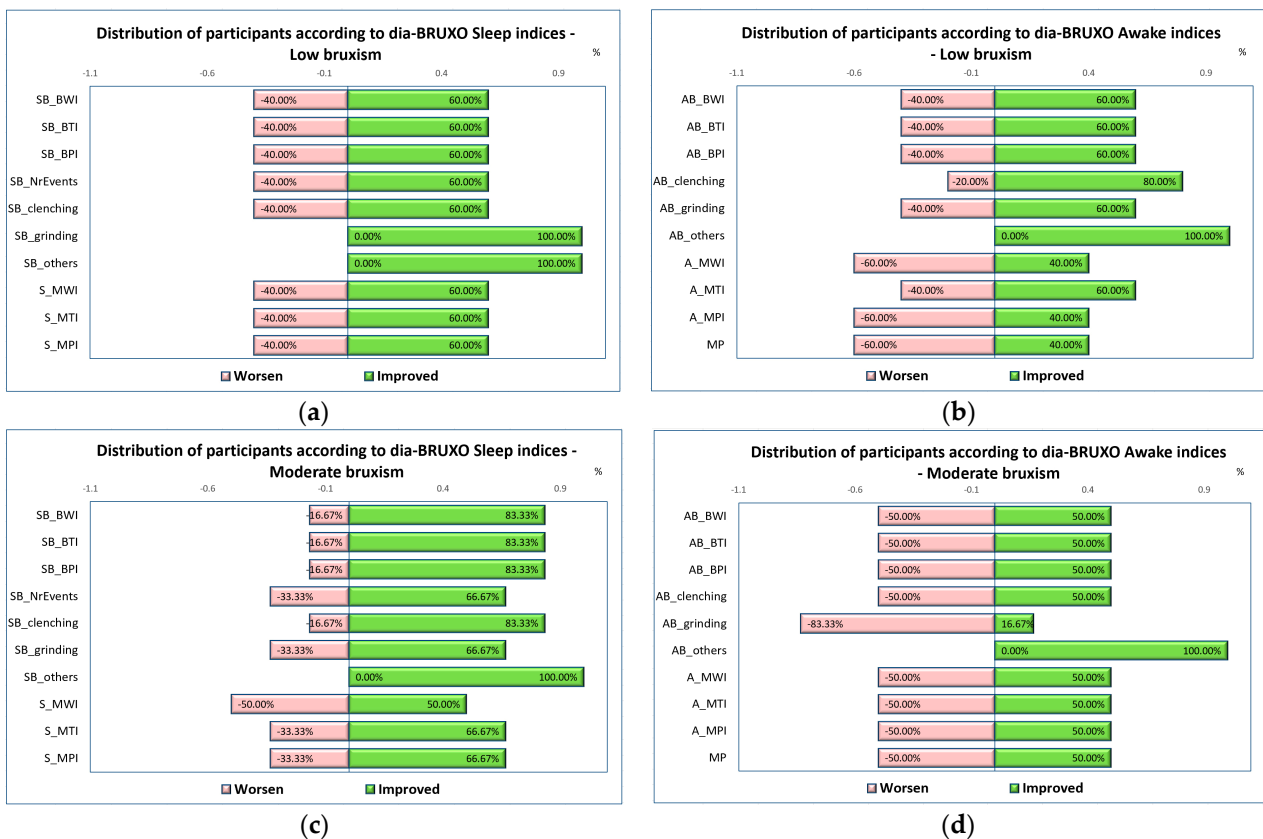 Distribution of participants according to dia-BRUXO Sleep indices -
Low bruxism
%
-1.1 -0.6 -0.1 0.4 0.9
SB_BWI -40.00% 60.00%
SB_BTI -40.00% 60.00%
SB_BPI -40.00% 60.00%
SB_NrEvents -40.00% 60.00%
SB_clenching -40.00% 60.00%
SB_grinding 0.00% 100.00%
SB_others 0.00% 100.00%
S_MWI -40.00% 60.00%
S_MTI -40.00% 60.00%
S_MPI -40.00% 60.00%
Worsen Improved
(a)
Distribution of participants according to dia-BRUXO Awake indices
- Low bruxism
%
-1.1 -0.6 -0.1 0.4 0.9
AB_BWI -40.00% 60.00%
AB_BTI -40.00% 60.00%
AB_BPI -40.00% 60.00%
AB_clenching -20.00% 80.00%
AB_grinding -40.00% 60.00%
AB_others 0.00% 100.00%
A_MWI -60.00% 40.00%
A_MTI -40.00% 60.00%
A_MPI -60.00% 40.00%
MP -60.00% 40.00%
Worsen Improved
(b)
Distribution of participants according to dia-BRUXO Sleep indices -
Moderate bruxism
%
-1.1 -0.6 -0.1 0.4 0.9
SB_BWI -16.67% 83.33%
SB_BTI -16.67% 83.33%
SB_BPI -16.67% 83.33%
SB_NrEvents -33.33% 66.67%
SB_clenching -16.67% 83.33%
SB_grinding -33.33% 66.67%
SB_others 0.00% 100.00%
S_MWI -50.00% 50.00%
S_MTI -33.33% 66.67%
S_MPI -33.33% 66.67%
Worsen Improved
(c)
Distribution of participants according to dia-BRUXO Awake indices
- Moderate bruxism
%
-1.1 -0.6 -0.1 0.4 0.9
AB_BWI -50.00% 50.00%
AB_BTI -50.00% 50.00%
AB_BPI -50.00% 50.00%
AB_clenching -50.00% 50.00%
AB_grinding -83.33% 16.67%
AB_others 0.00% 100.00%
A_MWI -50.00% 50.00%
A_MTI -50.00% 50.00%
A_MPI -50.00% 50.00%
MP -50.00% 50.00%
Worsen Improved
(d)